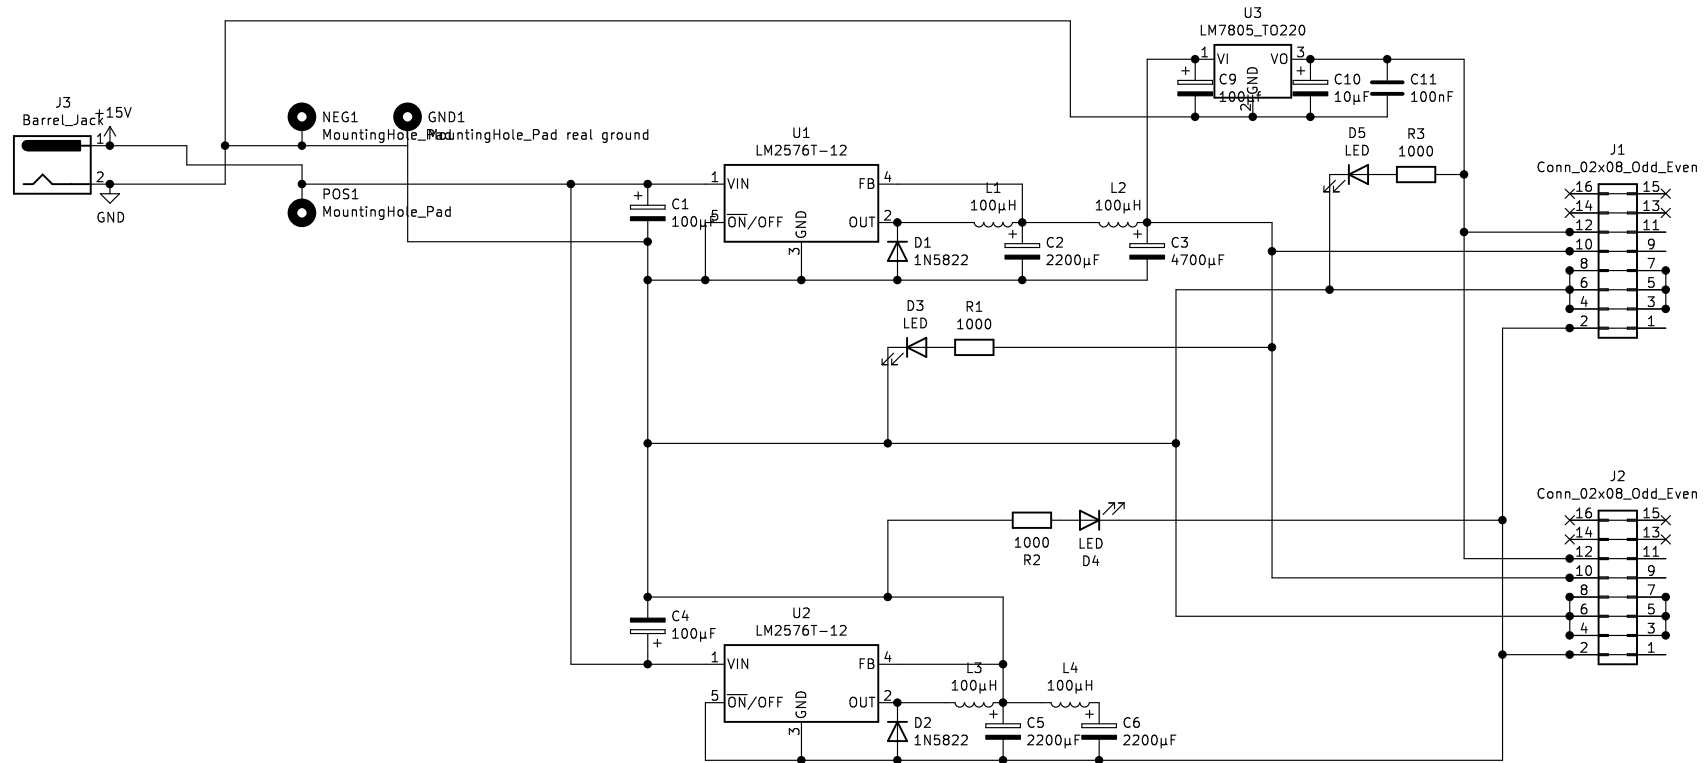 U3
LM7805_TO220
1
VI
VO
3
GND
2
+
C9
100µf
+
C10
10µF
C11
100nF
J3
Barrel_Jack
+15V
1
2
GND
NEG1
MountingHole_Pad
GND1
MountingHole_Pad real ground
POS1
MountingHole_Pad
U1
LM2576T-12
1
VIN
FB
4
5
ON/OFF
GND
3
OUT
2
+
C1
100µF
D1
1N5822
L1
100µH
+
C2
2200µF
L2
100µH
+
C3
4700µF
D5
LED
R3
1000
J1
Conn_02x08_Odd_Even
16 15
14 13
12 11
10 9
8 7
6 5
4 3
2 1
D3
LED
R1
1000
1000
R2
LED
D4
J2
Conn_02x08_Odd_Even
16 15
14 13
12 11
10 9
8 7
6 5
4 3
2 1
C4
100µF
+
U2
LM2576T-12
1
VIN
FB
4
5
ON/OFF
GND
3
OUT
2
D2
1N5822
L3
100µH
+
C5
2200µF
L4
100µH
+
C6
2200µF